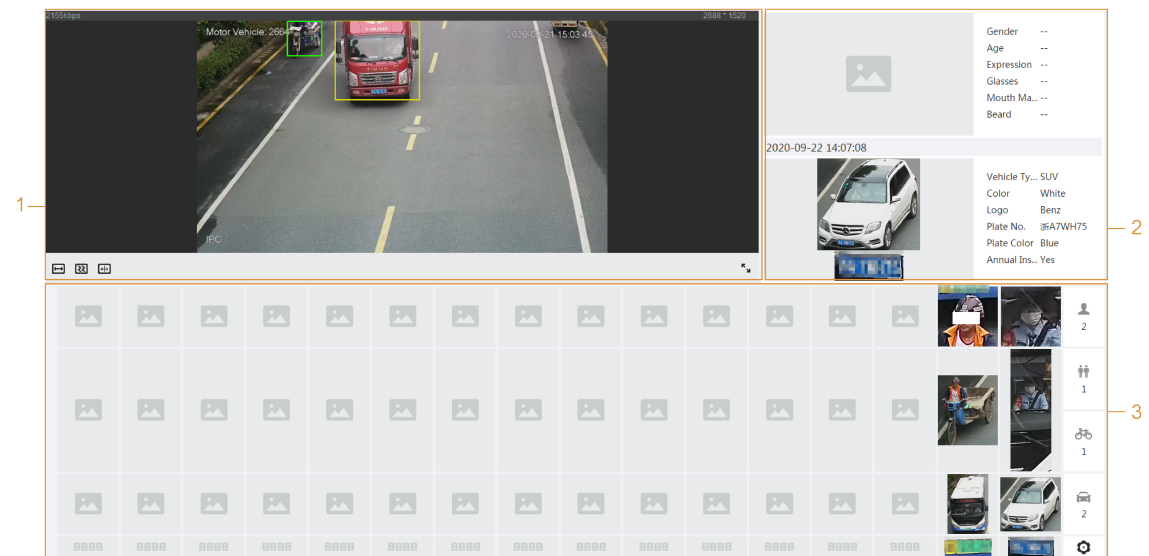 2155kbps
2688 * 1520
Motor Vehicle: 2664
2020-09-21 15:03:45
IPC
1
Gender --
Age --
Expression --
Glasses --
Mouth Ma... --
Beard --
2020-09-22 14:07:08
Vehicle Ty... SUV
Color White
Logo Benz
Plate No. 浙A7WH75
Plate Color Blue
Annual Ins... Yes
2
2
1
3
1
2